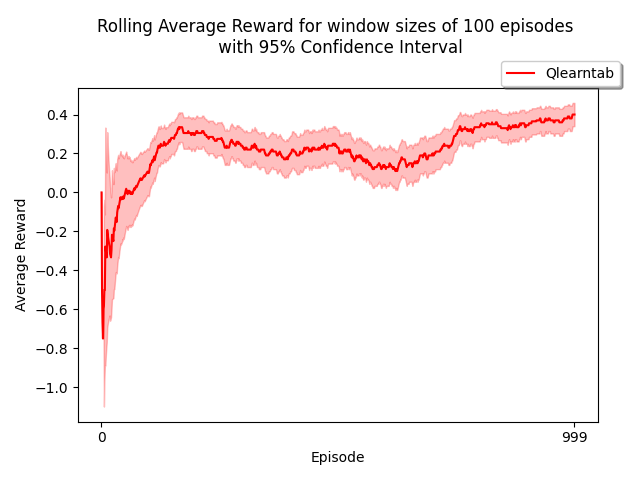 Rolling Average Reward for window sizes of 100 episodes
with 95% Confidence Interval
Qlearntab
0.4
0.2
0.0
−0.2
−0.4
−0.6
−0.8
−1.0
Average Reward
0
999
Episode